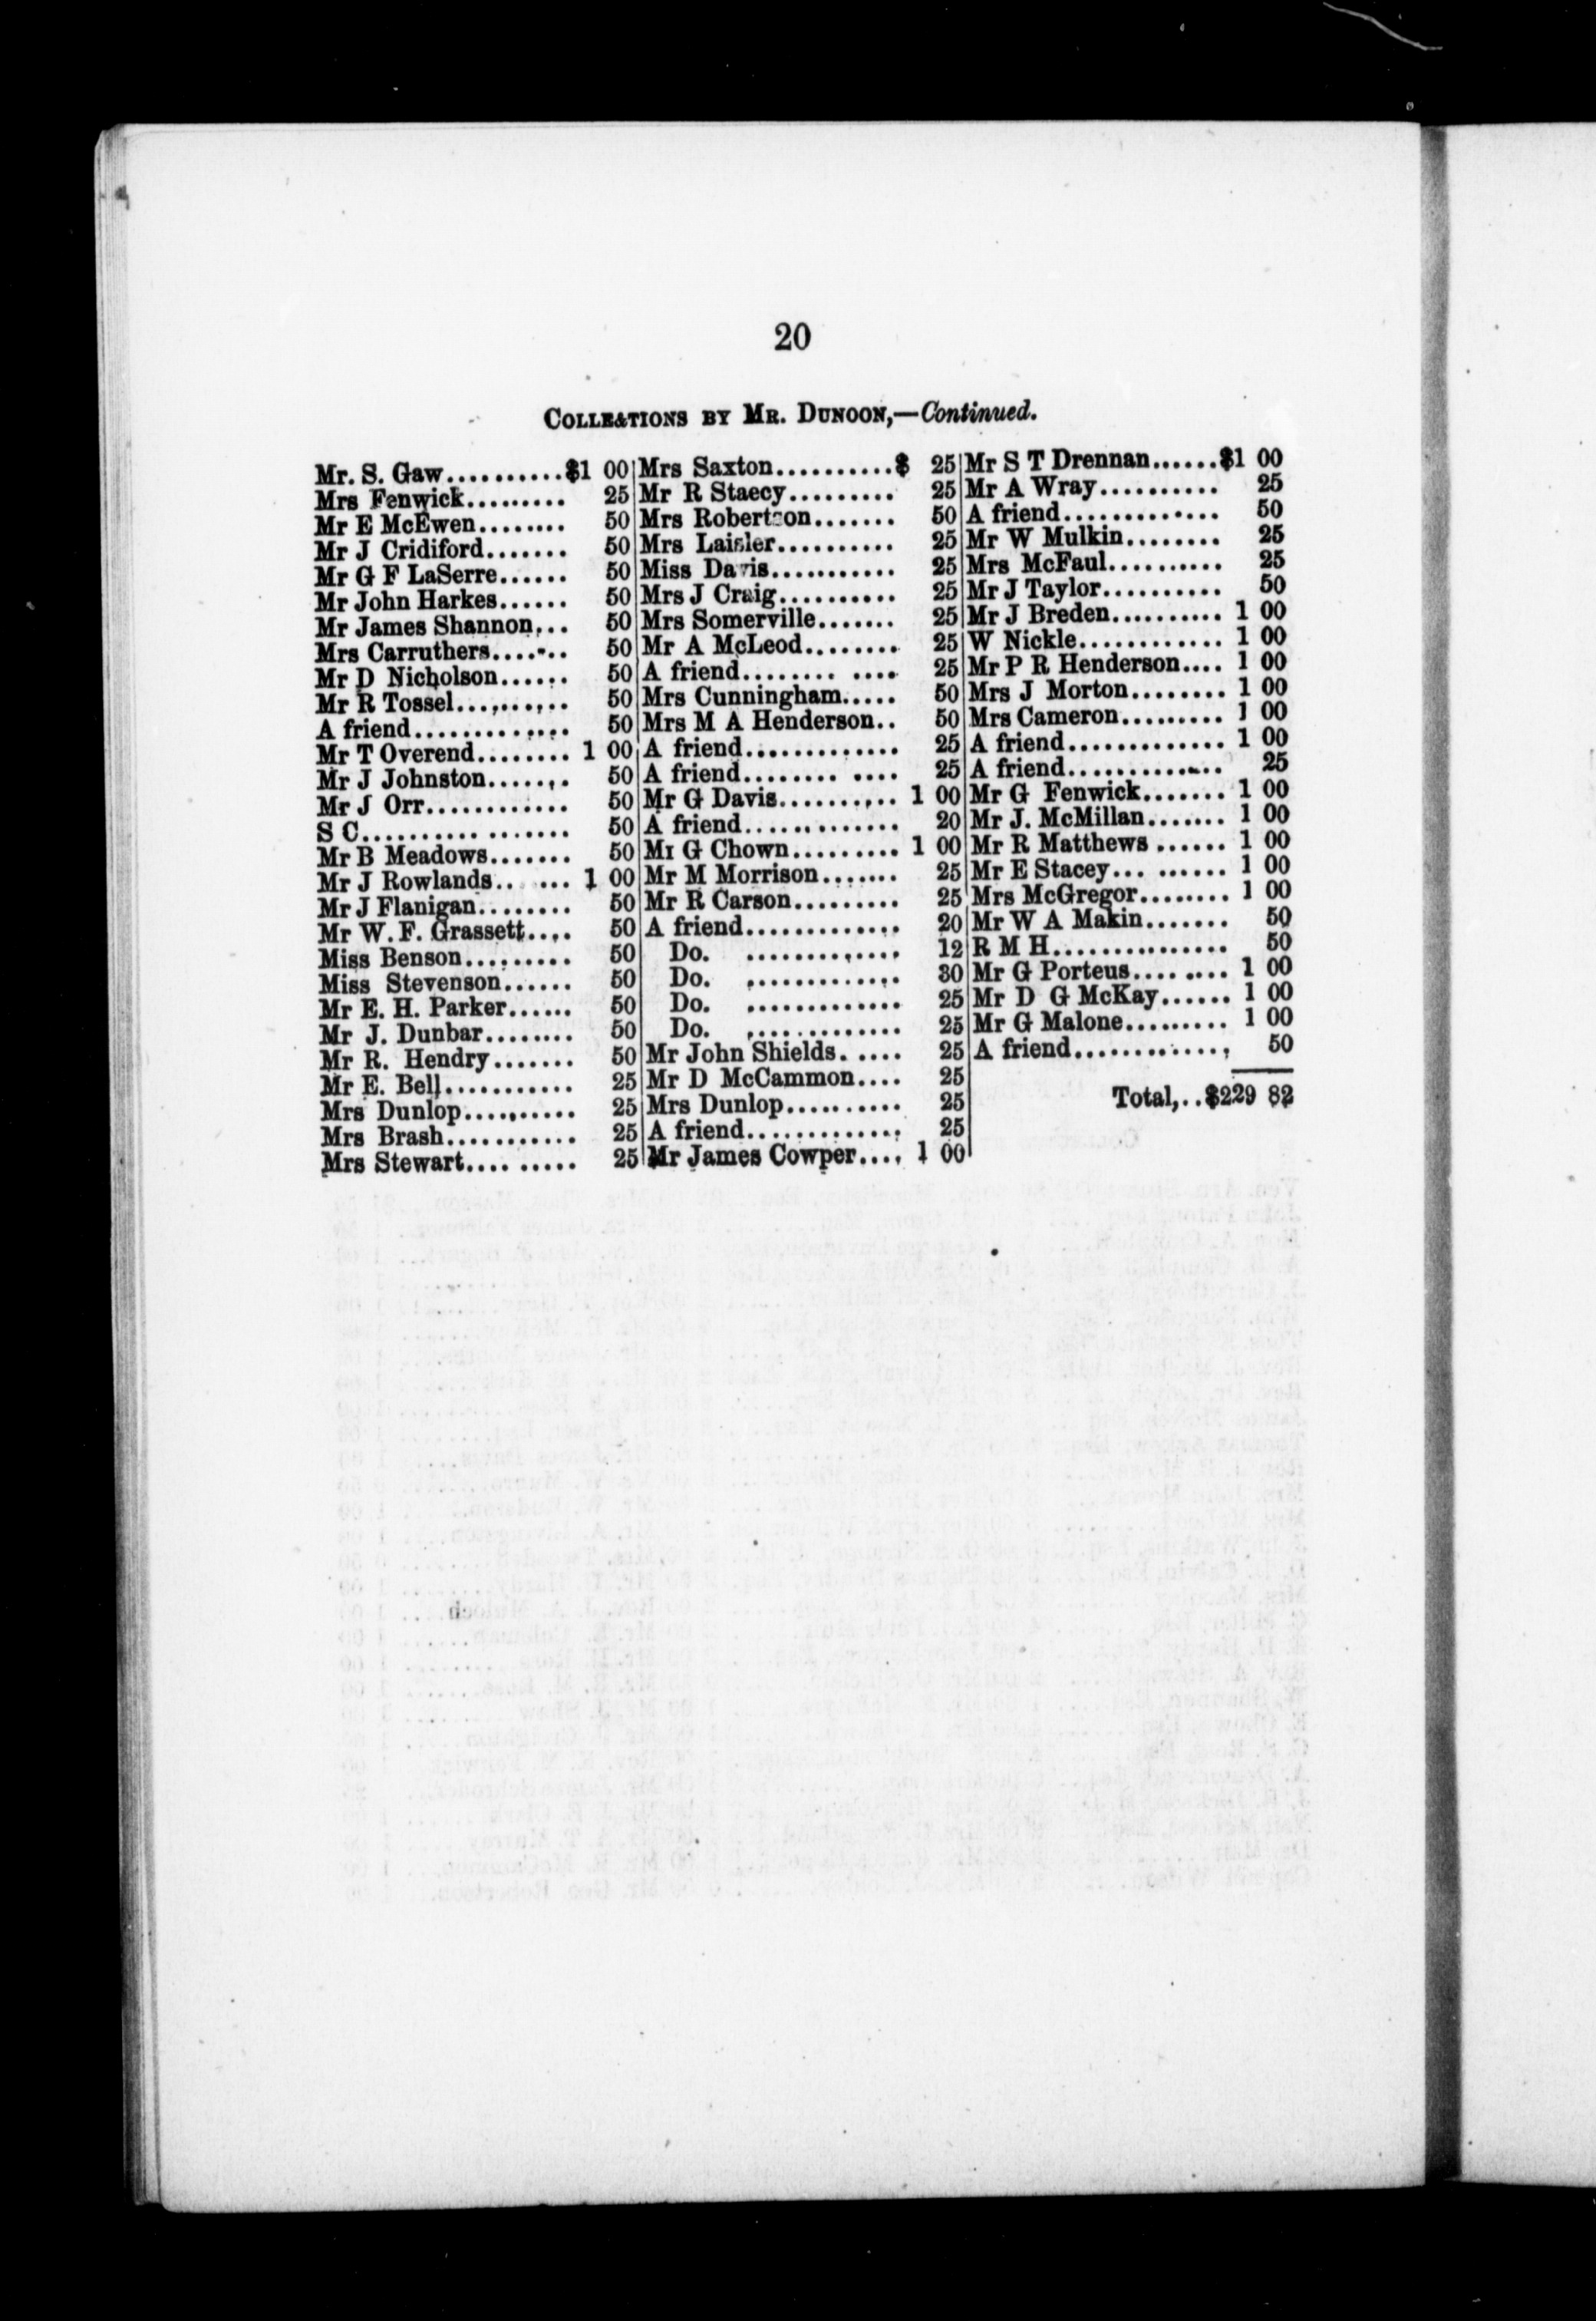 20
COLLE&TIONS BY MR. DUNOON,—Continued.
Mr. S. Gaw..........$1 00
Mrs Fenwick......... 25
Mr E McEwen........ 50
Mr J Cridiford....... 50
Mr G F LaSerre...... 50
Mr John Harkes...... 50
Mr James Shannon... 50
Mrs Carruthers....... 50
Mr D Nicholson...... 50
Mr R Tossel.......... 50
A friend............. 50
Mr T Overend........ 1 00
Mr J Johnston....... 50
Mr J Orr............ 50
S C................. 50
Mr B Meadows....... 50
Mr J Rowlands.. .... 1 00
Mr J Flanigan........ 50
Mr W. F. Grassett.... 50
Miss Benson......... 50
Miss Stevenson...... 50
Mr E. H. Parker...... 50
Mr J. Dunbar........ 50
Mr R. Hendry....... 50
Mr E. Bell........... 25
Mrs Dunlop.......... 25
Mrs Brash........... 25
Mrs Stewart.... ..... 25
Mrs Saxton..........$ 25
Mr R Staecy......... 25
Mrs Robertson....... 50
Mrs Laisler.......... 25
Miss Davis........... 25
Mrs J Craig.......... 25
Mrs Somerville....... 25
Mr A McLeod........ 25
A friend........ .... 25
Mrs Cunningham..... 50
Mrs M A Henderson.. 50
A friend............. 25
A friend........ .... 25
Mr G Davis.......... 1 00
A friend............. 20
Mr G Chown......... 1 00
Mr M Morrison....... 25
Mr R Carson......... 25
A friend............. 20
Do. ............. 12
Do. ............. 30
Do. ............. 25
Do. ............. 25
Mr John Shields. .... 25
Mr D McCammon.... 25
Mrs Dunlop.......... 25
A friend............. 25
Mr James Cowper.... 1 00
Mr S T Drennan......$1 00
Mr A Wray.......... 25
A friend............. 50
Mr W Mulkin........ 25
Mrs McFaul.......... 25
Mr J Taylor.......... 50
Mr J Breden.......... 1 00
W Nickle............. 1 00
Mr P R Henderson.... 1 00
Mrs J Morton........ 1 00
Mrs Cameron......... 1 00
A friend............. 1 00
A friend............. 25
Mr G Fenwick....... 1 00
Mr J. McMillan....... 1 00
Mr R Matthews ...... 1 00
Mr E Stacey... ...... 1 00
Mrs McGregor........ 1 00
Mr W A Makin....... 50
R M H............... 50
Mr G Porteus........ 1 00
Mr D G McKay...... 1 00
Mr G Malone......... 1 00
A friend............. 50
Total,..$229 82